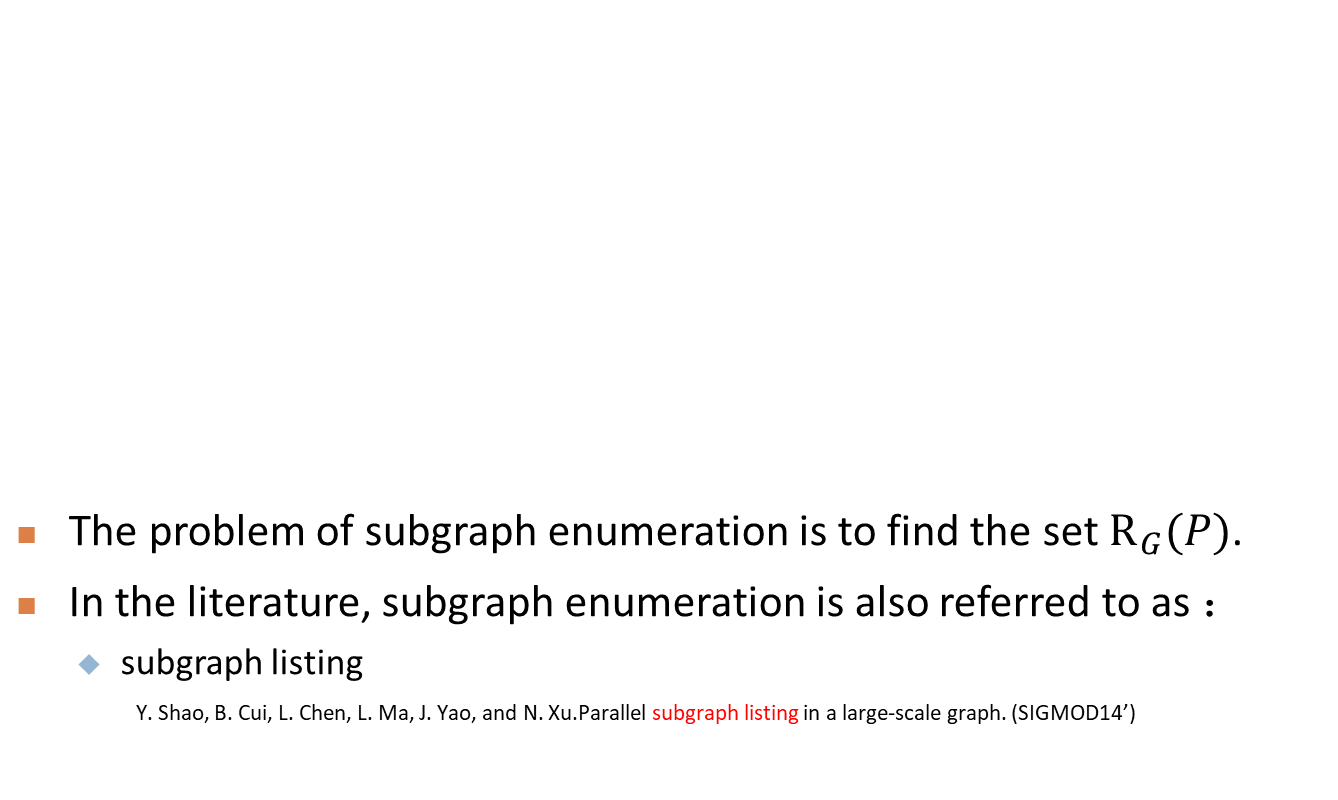 The problem of subgraph enumeration is to find the set R_G(P).
In the literature, subgraph enumeration is also referred to as：
subgraph listing
Y. Shao, B. Cui, L. Chen, L. Ma, J. Yao, and N. Xu.Parallel subgraph listing in a large-scale graph. (SIGMOD14’)